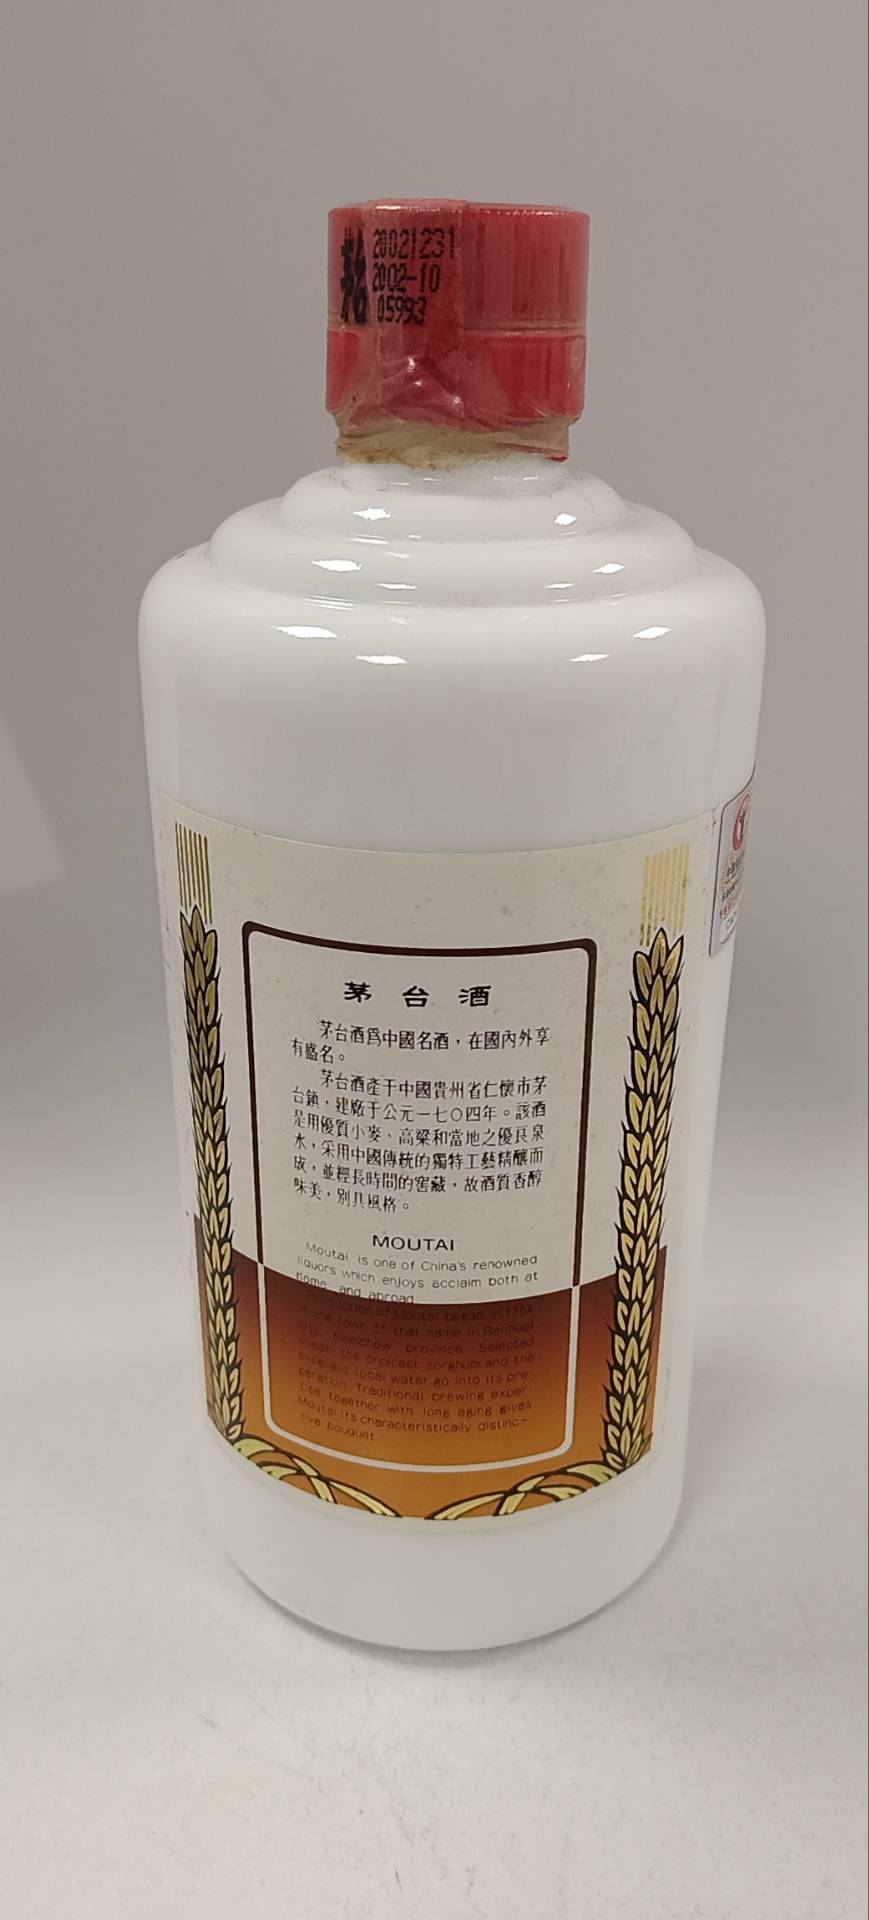 茅台
20021231
2002-10
05993
茅台酒
茅台酒爲中國名酒，在國內外享
有盛名。
茅台酒產于中國貴州省仁懷市茅
台鎮，建廠于公元一七〇四年。該酒
是用優質小麥、高粱和當地之優良泉
水，采用中國傳統的獨特工藝精釀而
成，並經長時間的窖藏，故酒質香醇
味美，別具風格。
MOUTAI
Moutai is one of China's renowned
liquors which enjoys acclaim both at
home and abroad.
Production of Moutai began in 1704
in the town of that name in Renhuai
city, Kweichow province. Selected
wheat, the choicest sorghum and the
excellent local water go into its pre-
peration. Traditional brewing exper-
tise together with long aging gives
Moutai its characteristically distinc-
tive bouquet.